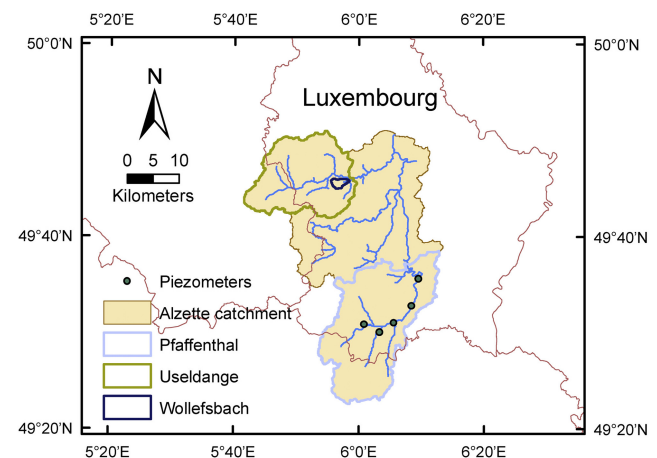 5°20'E 5°40'E 6°0'E 6°20'E
50°0'N 50°0'N
N
Luxembourg
0 5 10
Kilometers
49°40'N 49°40'N
Piezometers
Alzette catchment
Pfaffenthal
Useldange
Wollefsbach
49°20'N 49°20'N
5°20'E 5°40'E 6°0'E 6°20'E